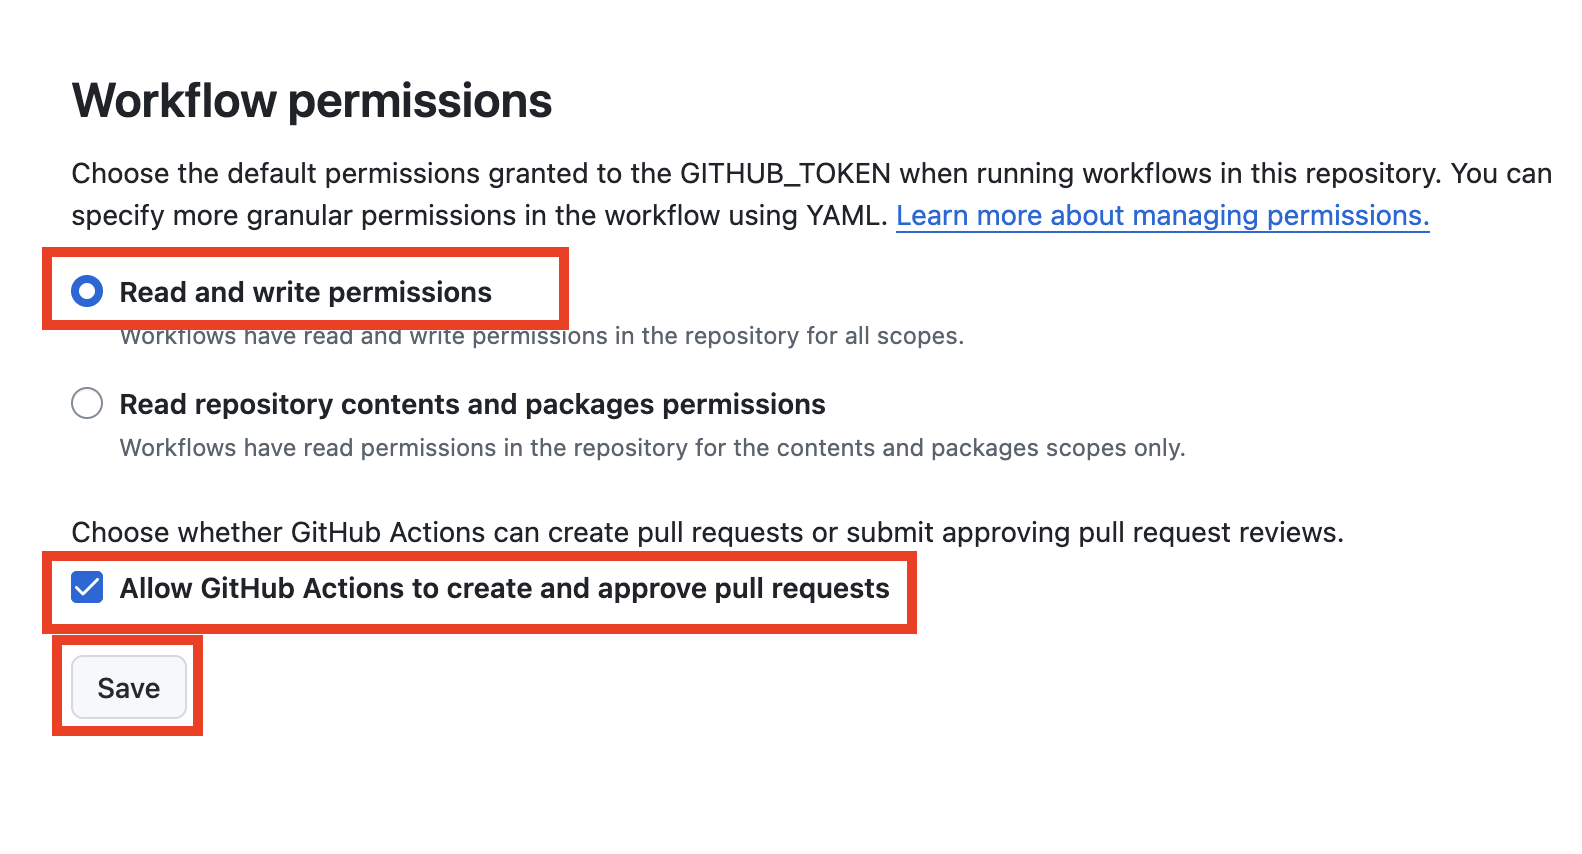 Workflow permissions
Choose the default permissions granted to the GITHUB_TOKEN when running workflows in this repository. You can
specify more granular permissions in the workflow using YAML. Learn more about managing permissions.
Read and write permissions
Workflows have read and write permissions in the repository for all scopes.
Read repository contents and packages permissions
Workflows have read permissions in the repository for the contents and packages scopes only.
Choose whether GitHub Actions can create pull requests or submit approving pull request reviews.
Allow GitHub Actions to create and approve pull requests
Save